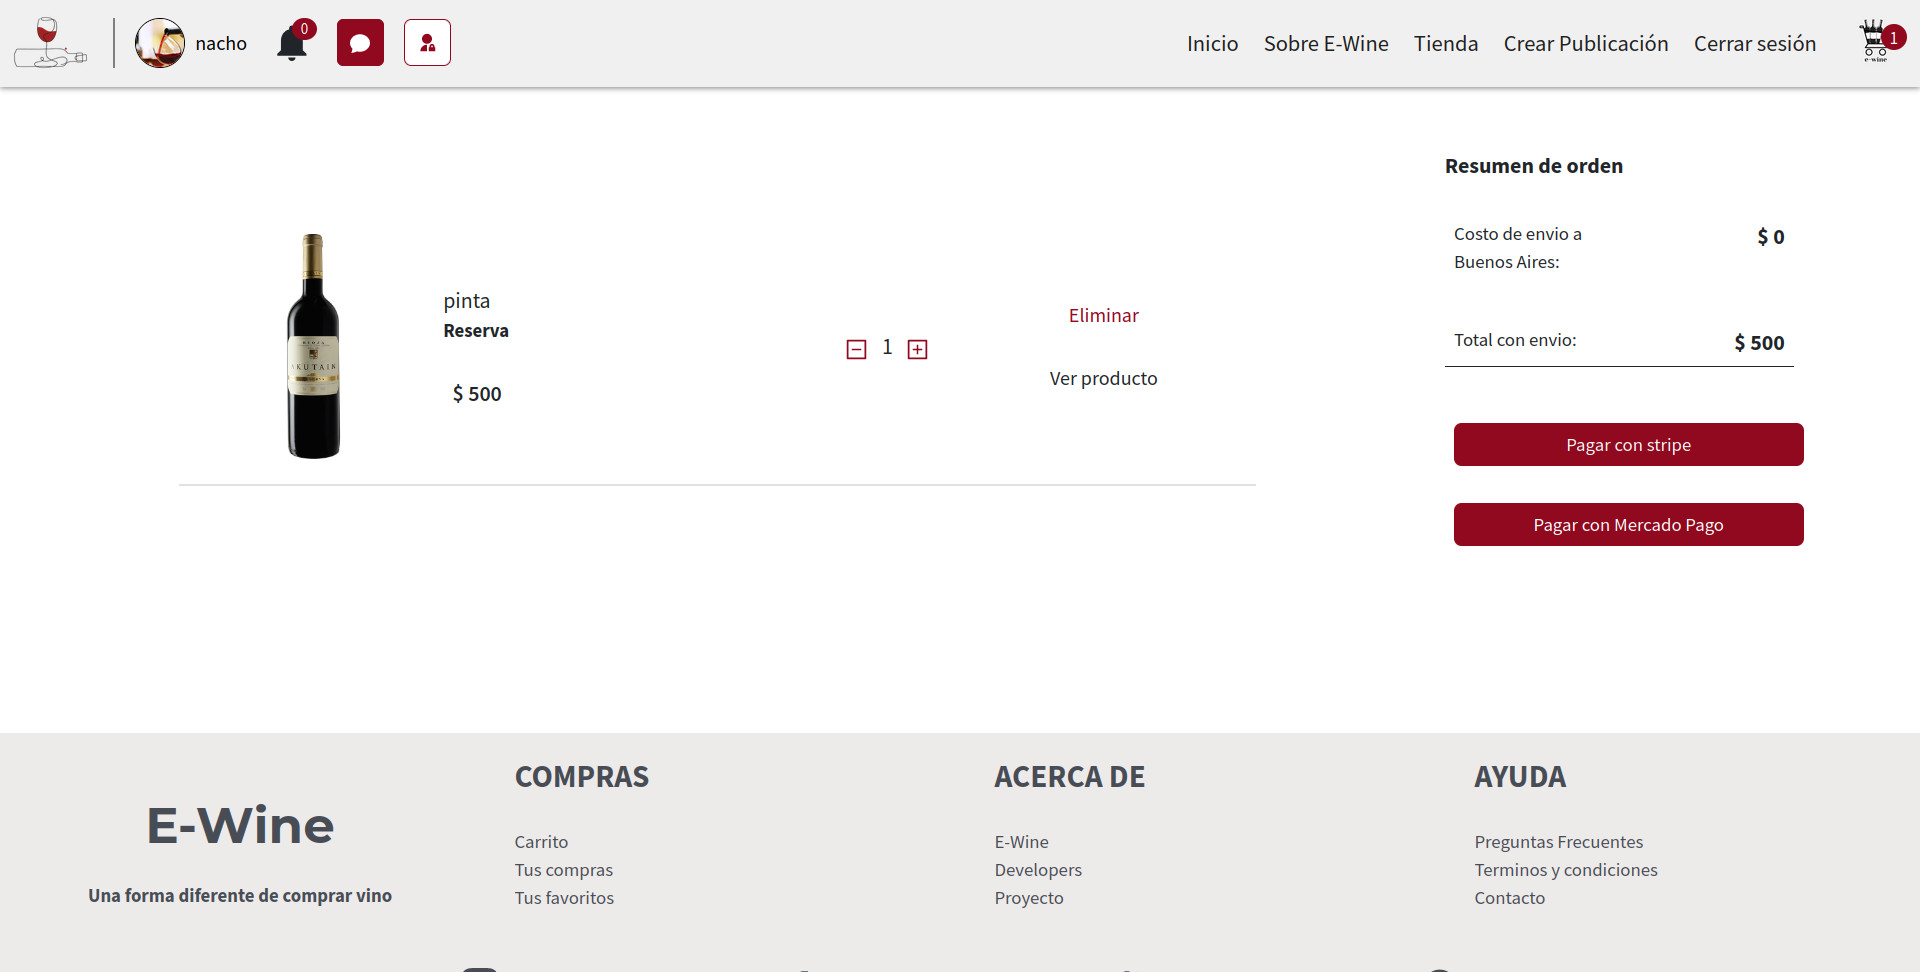 nacho
0
Inicio
Sobre E-Wine
Tienda
Crear Publicación
Cerrar sesión
1
e-wine
Resumen de orden
Costo de envio a
Buenos Aires:
$ 0
pinta
Reserva
$ 500
RIOJA
AKUTAIN
1
Eliminar
Ver producto
Total con envio:
$ 500
Pagar con stripe
Pagar con Mercado Pago
E-Wine
Una forma diferente de comprar vino
COMPRAS
Carrito
Tus compras
Tus favoritos
ACERCA DE
E-Wine
Developers
Proyecto
AYUDA
Preguntas Frecuentes
Terminos y condiciones
Contacto